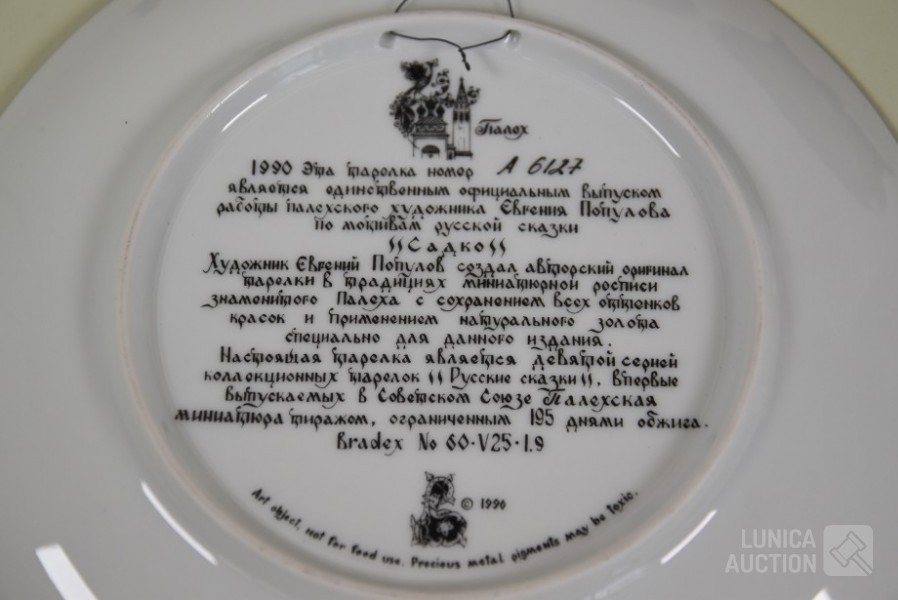 Палех
1990 Эта тарелка номер A 6127
является единственным официальным выпуском
работы палехского художника Евгения Популова
по мотивам русской сказки
"Садко"
Художник Евгений Популов создал авторский оригинал
тарелки в традициях миниатюрной росписи
знаменитого Палеха с сохранением всех оттенков
красок и применением натурального золота
специально для данного издания.
Настоящая тарелка является девятой серией
коллекционных тарелок "Русские сказки", впервые
выпускаемых в Советском Союзе Палехская
миниатюра тиражом, ограниченным 195 днями обжига.
Bradex No 60·V25·1.9
© 1990
Art object, not for food use. Precious metal pigments may be toxic.
LUNICA
AUCTION